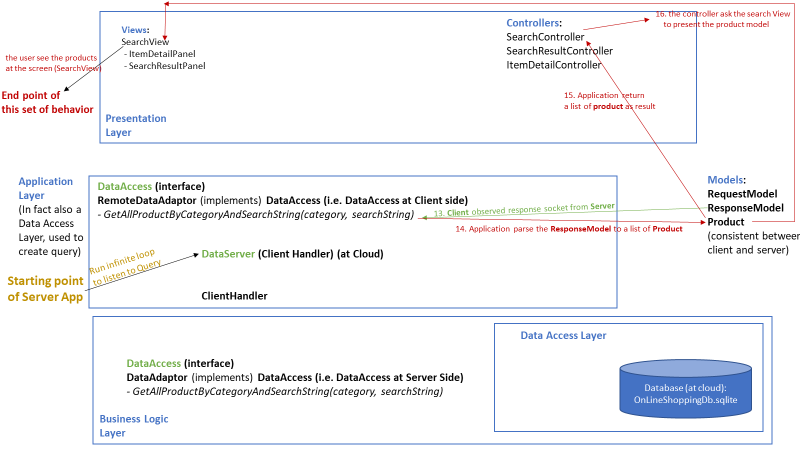 Views:
SearchView
- ItemDetailPanel
- SearchResultPanel
Controllers:
SearchController
SearchResultController
ItemDetailController
16. the controller ask the search View
to present the product model
the user see the products
at the screen (SearchView)
End point of
this set of behavior
15. Application return
a list of product as result
Presentation
Layer
Application
Layer
(In fact also a
Data Access
Layer, used to
create query)
DataAccess (interface)
RemoteDataAdaptor (implements) DataAccess (i.e. DataAccess at Client side)
- GetAllProductByCategoryAndSearchString(category, searchString)
13. Client observed response socket from Server
14. Application parse the ResponseModel to a list of Product
Models:
RequestModel
ResponseModel
Product
(consistent between
client and server)
DataServer (Client Handler) (at Cloud)
Run infinite loop
to listen to Query
Starting point
of Server App
ClientHandler
Data Access Layer
DataAccess (interface)
DataAdaptor (implements) DataAccess (i.e. DataAccess at Server Side)
- GetAllProductByCategoryAndSearchString(category, searchString)
Database (at cloud):
OnLineShoppingDb.sqlite
Business Logic
Layer